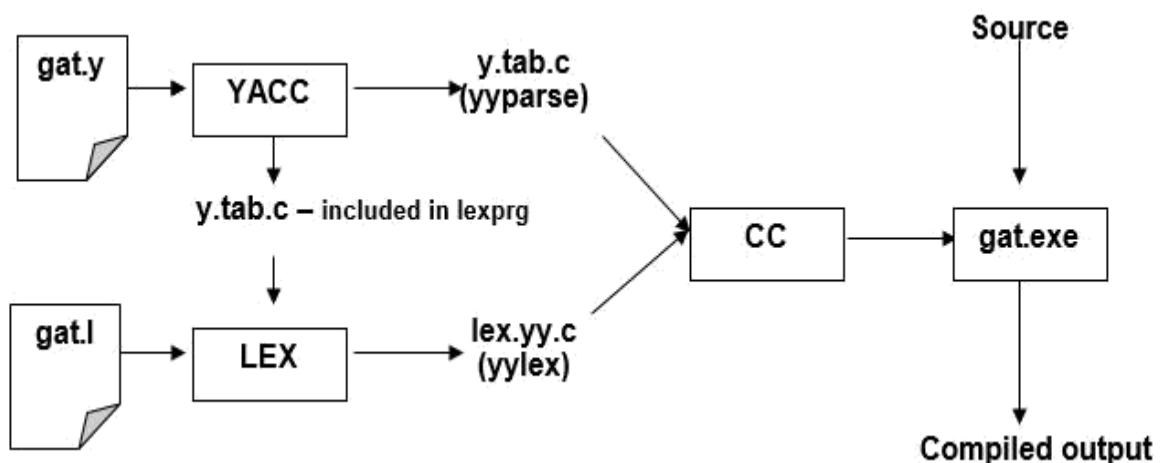 Source
gat.y
YACC
y.tab.c
(yyparse)
y.tab.c – included in lexprg
CC
gat.exe
gat.l
LEX
lex.yy.c
(yylex)
Compiled output